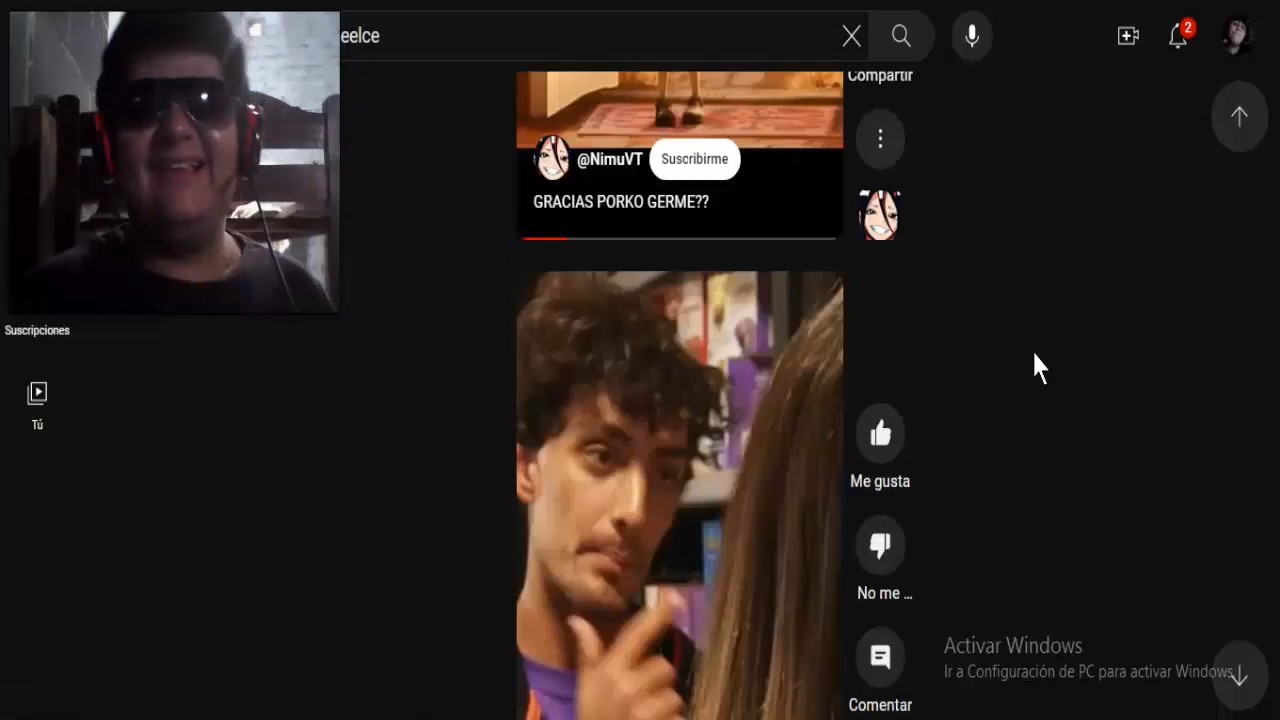 eelce
2
Compartir
@NimuVT
Suscribirme
GRACIAS PORKO GERME??
Suscripciones
Tú
Me gusta
No me ...
Comentar
Activar Windows
Ir a Configuración de PC para activar Windows.